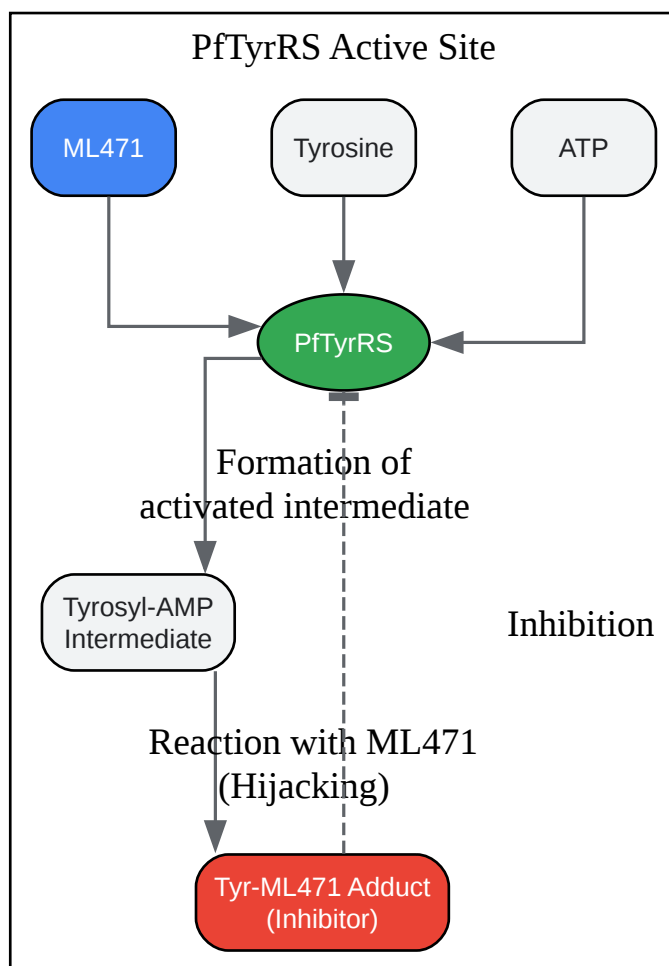 PfTyrRS Active Site
ML471
Tyrosine
ATP
PfTyrRS
Formation of
activated intermediate
Tyrosyl-AMP
Intermediate
Inhibition
Reaction with ML471
(Hijacking)
Tyr-ML471 Adduct
(Inhibitor)